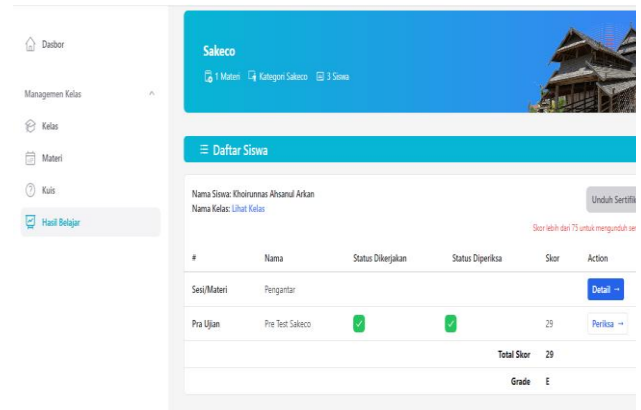 Dasbor
Managemen Kelas
Kelas
Materi
Kuis
Hasil Belajar
Sakeco
1 Materi Kategori Sakeco 3 Siswa
Daftar Siswa
Nama Siswa: Khoirunnas Ahsanul Arkan
Nama Kelas: Lihat Kelas
Unduh Sertifik
Skor lebih dari 75 untuk mengunduh ser
# Nama Status Dikerjakan Status Diperiksa Skor Action
Sesi/Materi Pengantar Detail →
Pra Ujian Pre Test Sakeco 29 Periksa →
Total Skor 29
Grade E